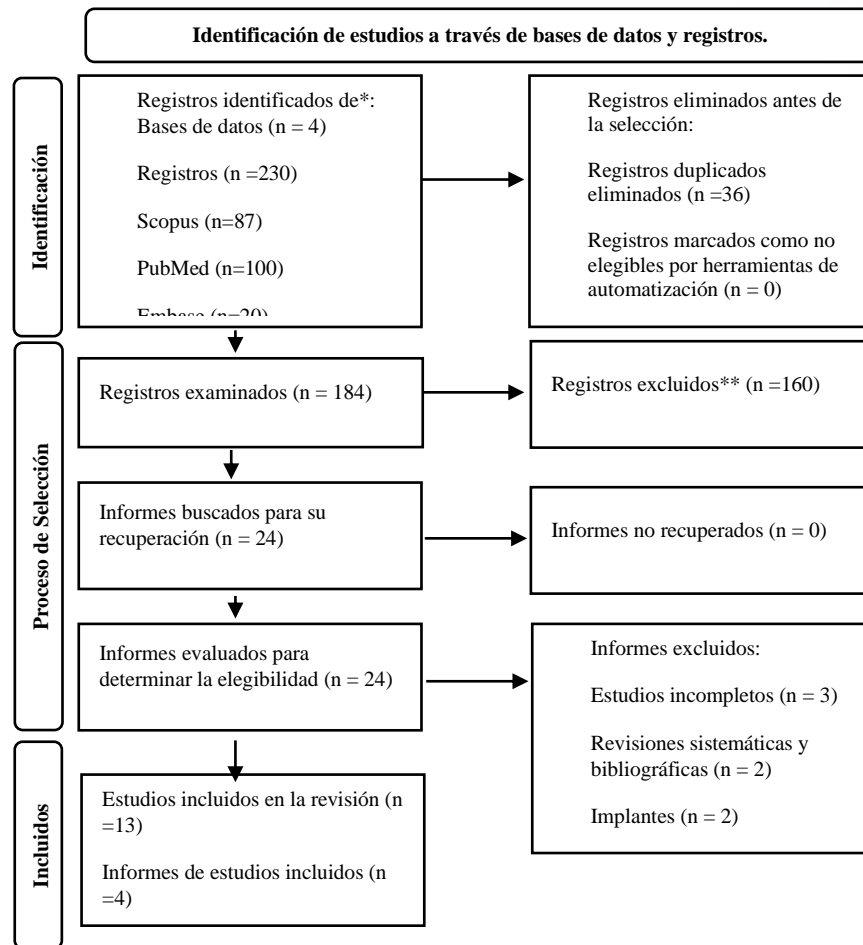 Identificación de estudios a través de bases de datos y registros.
Identificación
Registros identificados de*:
Bases de datos (n = 4)
Registros (n =230)
Scopus (n=87)
PubMed (n=100)
Embase (n=20)
Registros eliminados antes de
la selección:
Registros duplicados
eliminados (n =36)
Registros marcados como no
elegibles por herramientas de
automatización (n = 0)
Proceso de Selección
Registros examinados (n = 184)
Registros excluidos** (n =160)
Informes buscados para su
recuperación (n = 24)
Informes no recuperados (n = 0)
Informes evaluados para
determinar la elegibilidad (n = 24)
Informes excluidos:
Estudios incompletos (n = 3)
Revisiones sistemáticas y
bibliográficas (n = 2)
Implantes (n = 2)
Incluidos
Estudios incluidos en la revisión (n
=13)
Informes de estudios incluidos (n
=4)